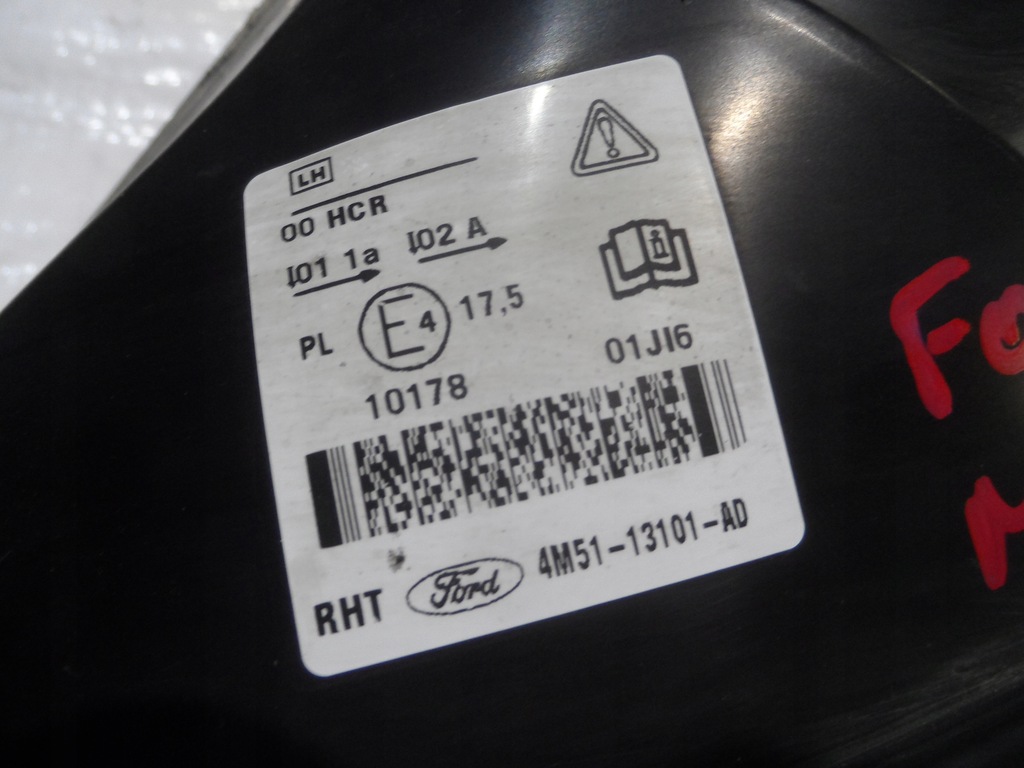 LH
00 HCR
I01 1a I02 A
PL E4 17,5
10178 01JI6
RHT Ford 4M51-13101-AD